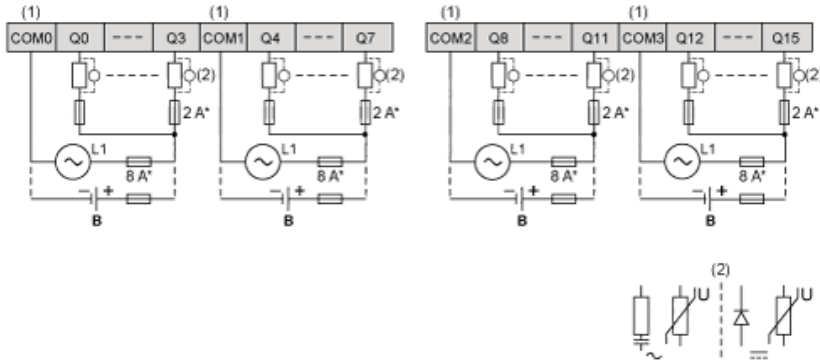 (1) (1) (1) (1)
COM0 Q0 --- Q3 COM1 Q4 --- Q7 COM2 Q8 --- Q11 COM3 Q12 --- Q15
(2) (2) (2) (2)
2 A* 2 A* 2 A* 2 A*
L1 L1 L1 L1
8 A* 8 A* 8 A* 8 A*
− + − + − + − +
B B B B
(2)
U U